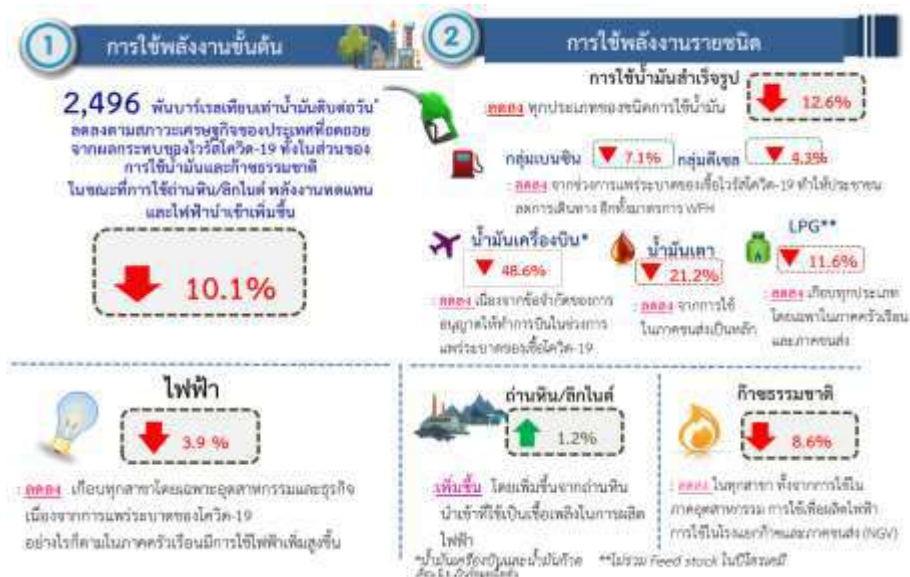 1
การใช้พลังงานขั้นต้น
2,496 พันบาร์เรลเทียบเท่าน้ำมันดิบต่อวัน*
ลดลงตามสภาวะเศรษฐกิจของประเทศที่ถดถอย
จากผลกระทบของไวรัสโควิด-19 ทั้งในส่วนของ
การใช้น้ำมันและก๊าซธรรมชาติ
ในขณะที่การใช้ถ่านหิน/ลิกไนต์ พลังงานทดแทน
และไฟฟ้านำเข้าเพิ่มขึ้น
10.1%
2
การใช้พลังงานรายชนิด
การใช้น้ำมันสำเร็จรูป
:ลดลง ทุกประเภทของชนิดการใช้น้ำมัน
12.6%
กลุ่มเบนซิน 7.1% กลุ่มดีเซล 4.3%
: ลดลง จากช่วงการแพร่ระบาดของเชื้อไวรัสโควิด-19 ทำให้ประชาชน
ลดการเดินทาง อีกทั้งมาตรการ WFH
น้ำมันเครื่องบิน*
48.6%
: ลดลง เนื่องจากข้อจำกัดของการ
อนุญาตให้ทำการบินในช่วงการ
แพร่ระบาดของเชื้อโควิด-19
น้ำมันเตา
21.2%
: ลดลง จากการใช้
ในภาคขนส่งเป็นหลัก
LPG**
11.6%
: ลดลง เกือบทุกประเภท
โดยเฉพาะในภาคครัวเรือน
และภาคขนส่ง
ไฟฟ้า
3.9 %
: ลดลง เกือบทุกสาขาโดยเฉพาะอุตสาหกรรมและธุรกิจ
เนื่องจากการแพร่ระบาดของโควิด-19
อย่างไรก็ตามในภาคครัวเรือนมีการใช้ไฟฟ้าเพิ่มสูงขึ้น
ถ่านหิน/ลิกไนต์
1.2%
:เพิ่มขึ้น โดยเพิ่มขึ้นจากถ่านหิน
นำเข้าที่ใช้เป็นเชื้อเพลิงในการผลิต
ไฟฟ้า
ก๊าซธรรมชาติ
8.6%
: ลดลง ในทุกสาขา ทั้งจากการใช้ใน
ภาคอุตสาหกรรม การใช้เพื่อผลิตไฟฟ้า
การใช้ในโรงแยกก๊าซและภาคขนส่ง (NGV)
*น้ำมันเครื่องบินและน้ำมันก๊าด **ไม่รวม Feed stock ในปิโตรเคมี